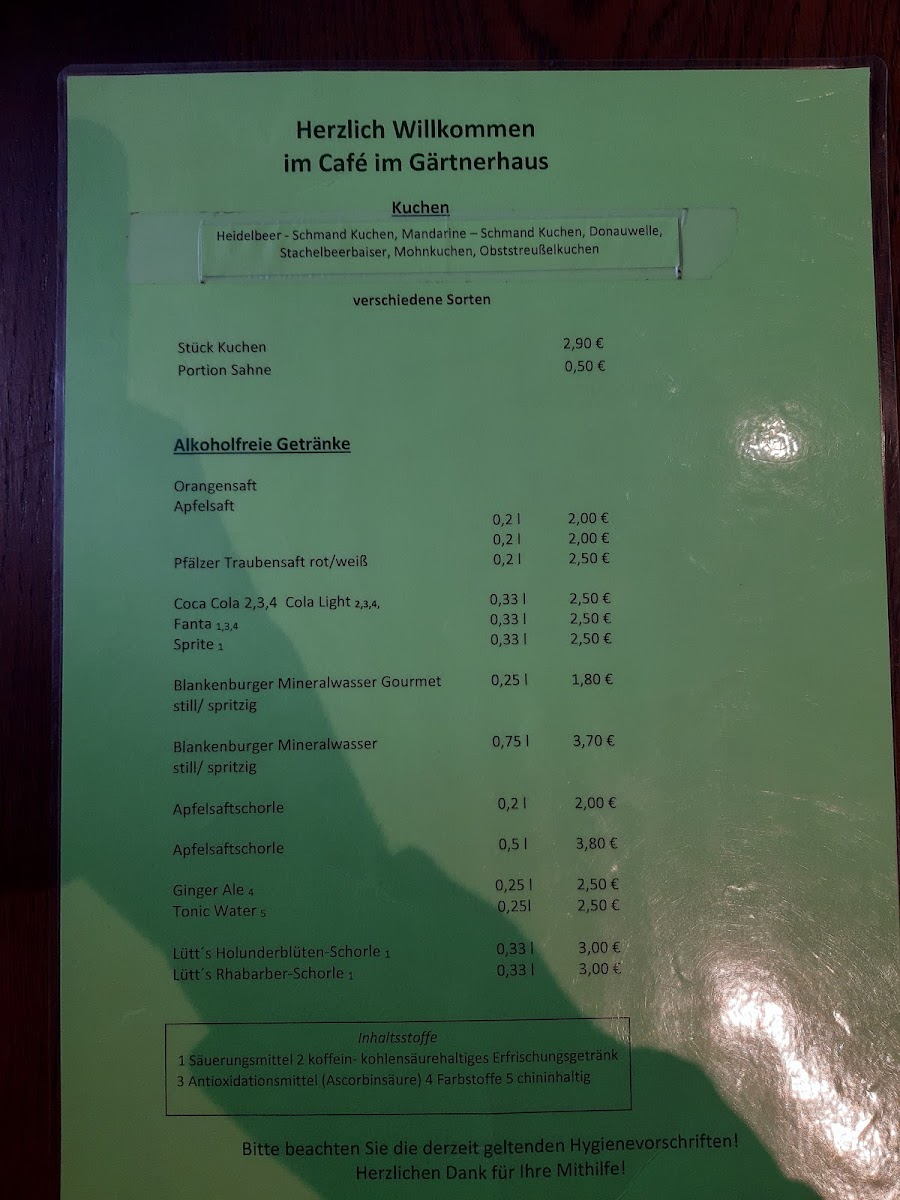 Herzlich Willkommen
im Café im Gärtnerhaus
Kuchen
Heidelbeer - Schmand Kuchen, Mandarine – Schmand Kuchen, Donauwelle,
Stachelbeerbaiser, Mohnkuchen, Obststreußelkuchen
verschiedene Sorten
Stück Kuchen 2,90 €
Portion Sahne 0,50 €
Alkoholfreie Getränke
Orangensaft
Apfelsaft
0,2 l 2,00 €
0,2 l 2,00 €
Pfälzer Traubensaft rot/weiß 0,2 l 2,50 €
Coca Cola 2,3,4 Cola Light 2,3,4, 0,33 l 2,50 €
Fanta 1,3,4 0,33 l 2,50 €
Sprite 1 0,33 l 2,50 €
Blankenburger Mineralwasser Gourmet 0,25 l 1,80 €
still/ spritzig
Blankenburger Mineralwasser 0,75 l 3,70 €
still/ spritzig
Apfelsaftschorle 0,2 l 2,00 €
Apfelsaftschorle 0,5 l 3,80 €
Ginger Ale 4 0,25 l 2,50 €
Tonic Water 5 0,25l 2,50 €
Lütt´s Holunderblüten-Schorle 1 0,33 l 3,00 €
Lütt´s Rhabarber-Schorle 1 0,33 l 3,00 €
Inhaltsstoffe
1 Säuerungsmittel 2 koffein- kohlensäurehaltiges Erfrischungsgetränk
3 Antioxidationsmittel (Ascorbinsäure) 4 Farbstoffe 5 chininhaltig
Bitte beachten Sie die derzeit geltenden Hygienevorschriften!
Herzlichen Dank für Ihre Mithilfe!